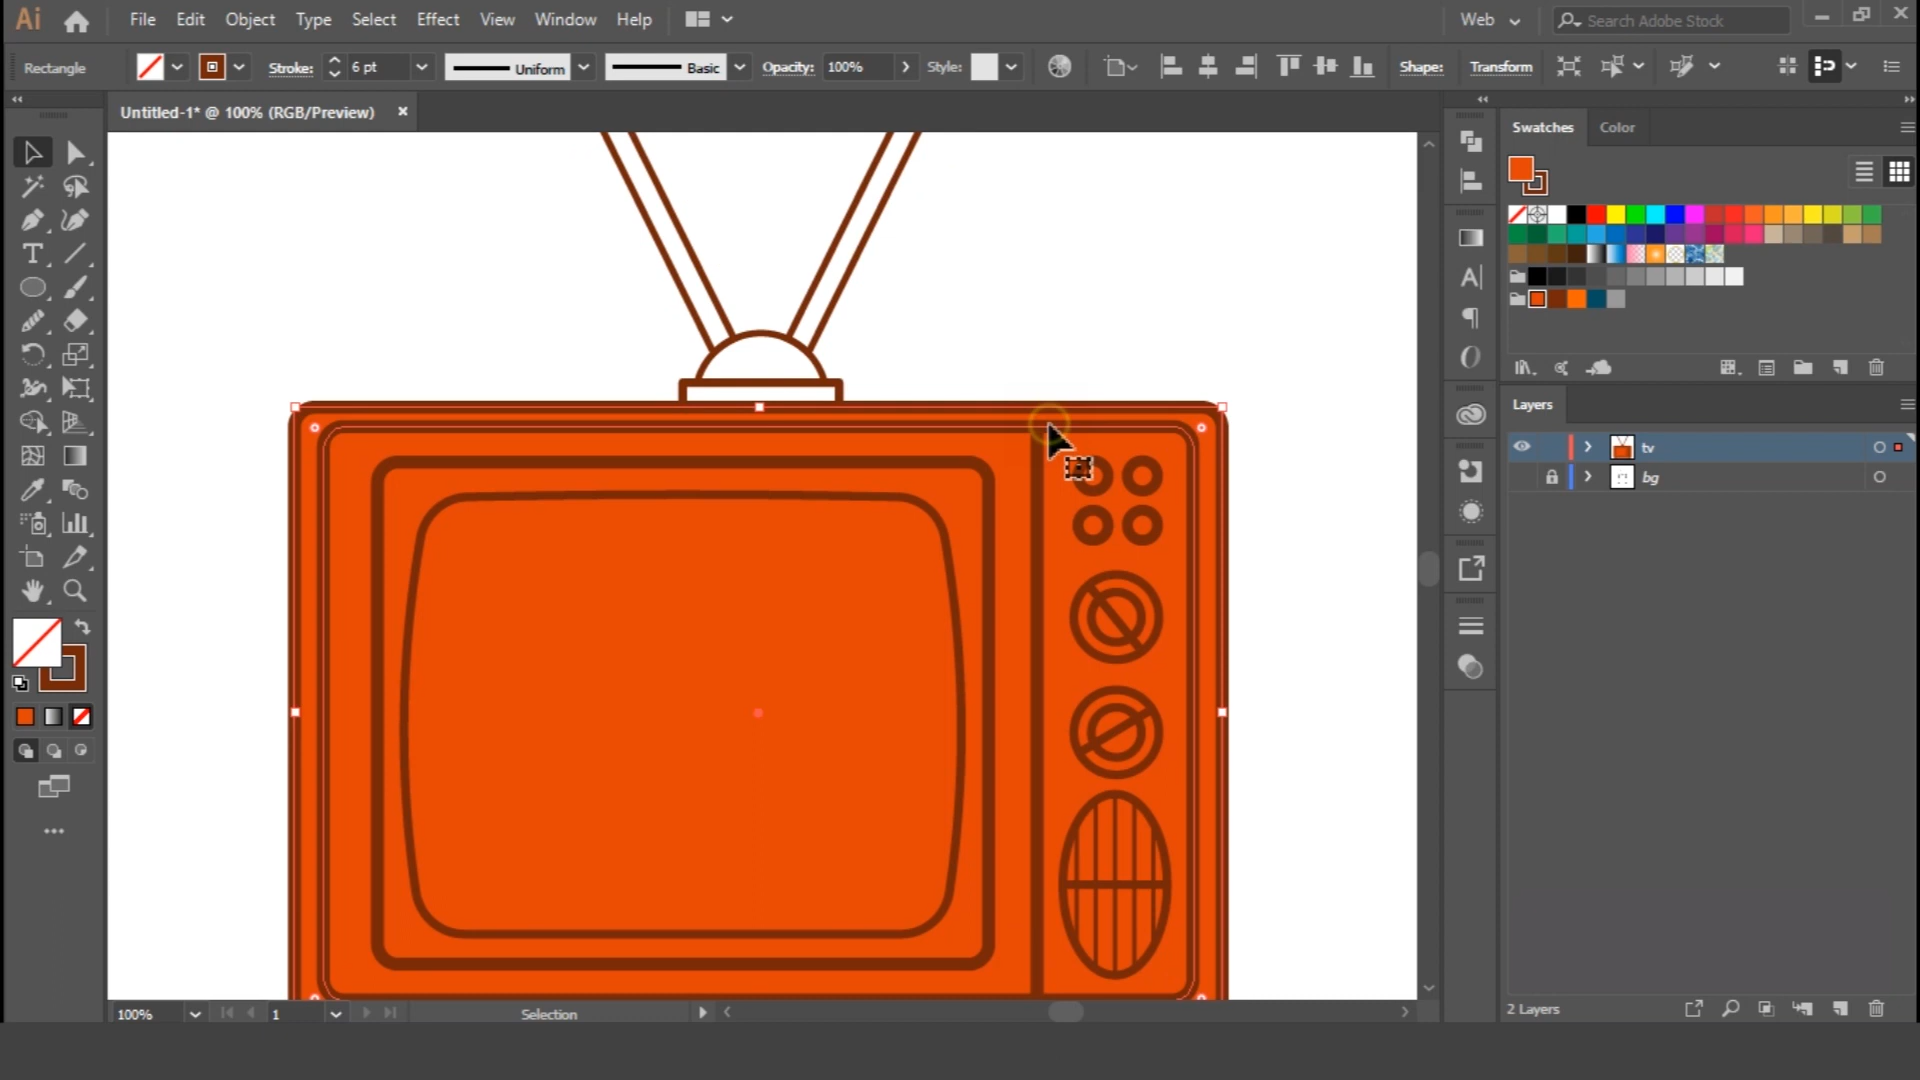 Ai File Edit Object Type Select Effect View Window Help Web Search Adobe Stock
Rectangle Stroke: 6 pt Uniform Basic Opacity: 100% Style: Shape: Transform
Untitled-1* @ 100% (RGB/Preview) ×
Swatches Color
Layers
tv
bg
2 Layers
100% 1 Selection